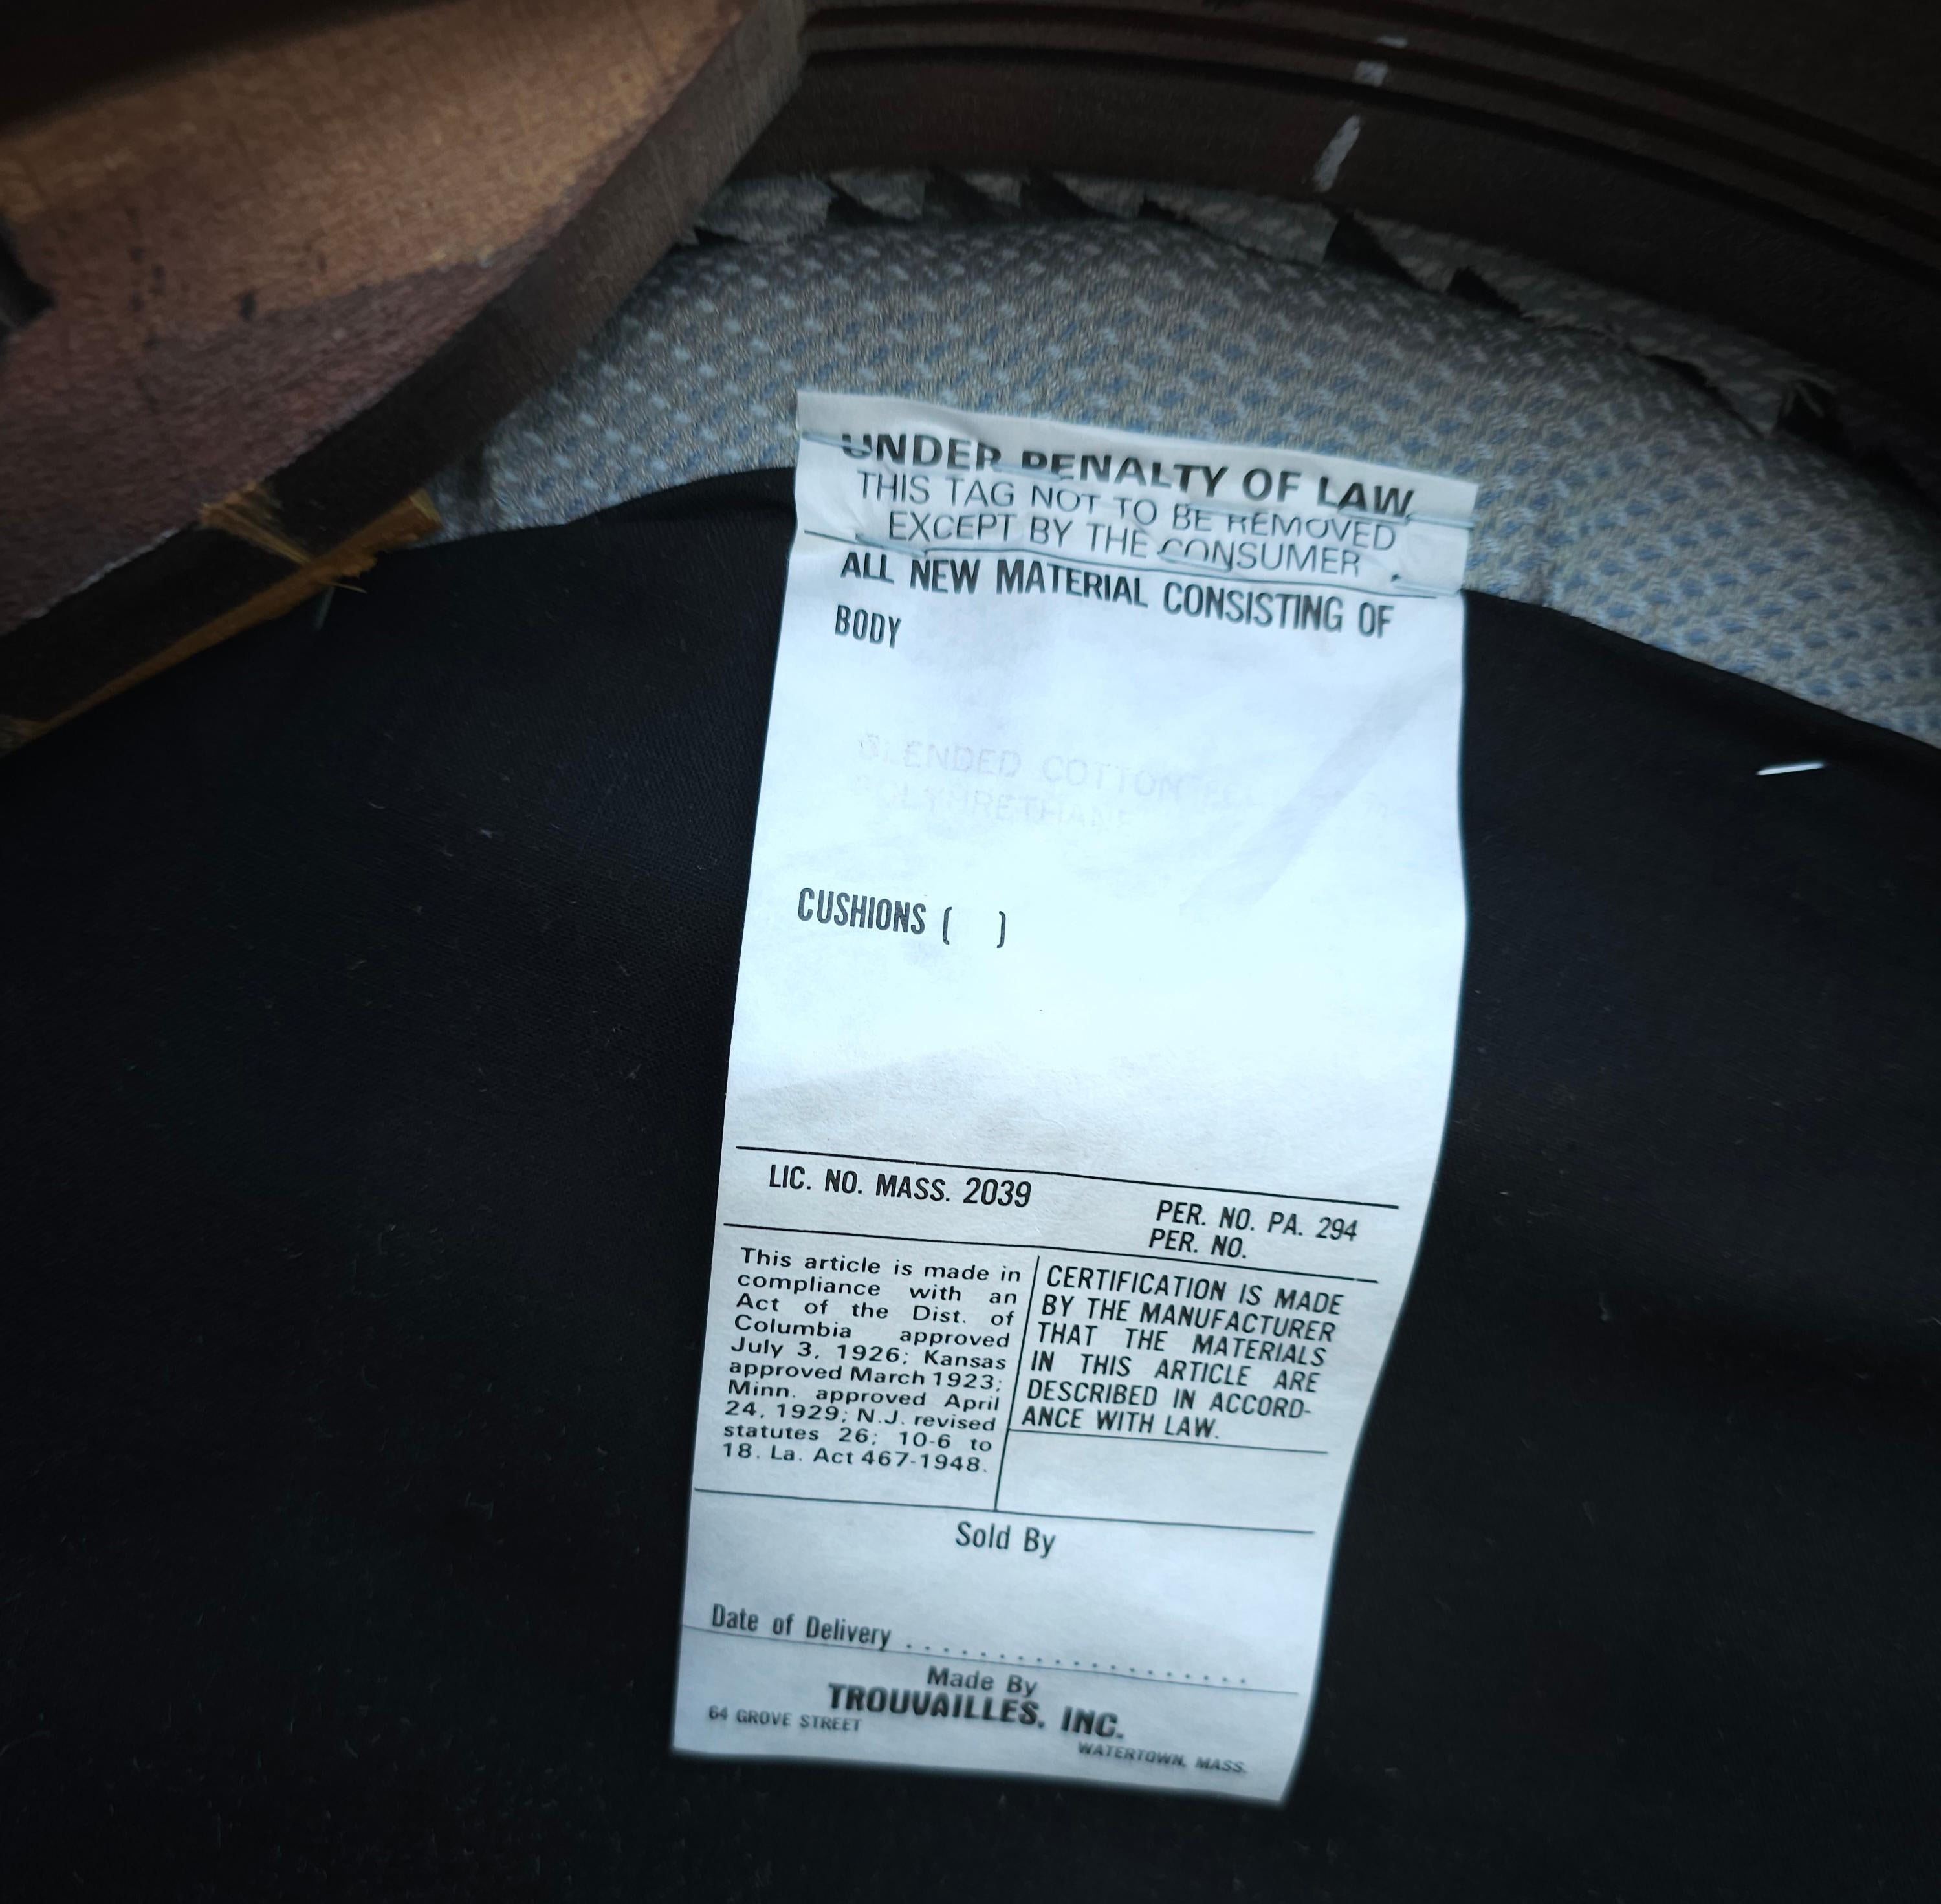 UNDER PENALTY OF LAW
THIS TAG NOT TO BE REMOVED
EXCEPT BY THE CONSUMER
ALL NEW MATERIAL CONSISTING OF
BODY
BLENDED COTTON
POLYURETHANE
CUSHIONS ( )
LIC. NO. MASS. 2039
PER. NO. PA. 294
PER. NO.
This article is made in
compliance with an
Act of the Dist. of
Columbia approved
July 3, 1926; Kansas
approved March 1923;
Minn. approved April
24, 1929; N.J. revised
statutes 26; 10-6 to
18. La. Act 467-1948.
CERTIFICATION IS MADE
BY THE MANUFACTURER
THAT THE MATERIALS
IN THIS ARTICLE ARE
DESCRIBED IN ACCORD-
ANCE WITH LAW.
Sold By
Date of Delivery ....................
Made By
TROUVAILLES, INC.
64 GROVE STREET
WATERTOWN, MASS.